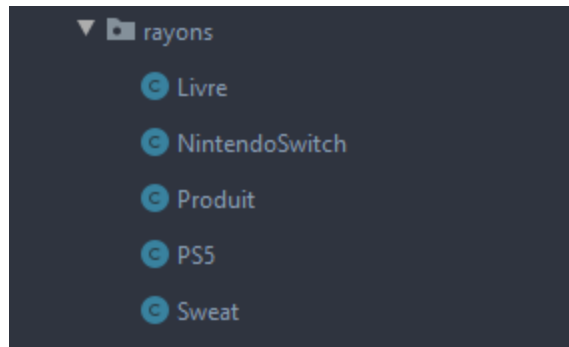 rayons
C Livre
C NintendoSwitch
C Produit
C PS5
C Sweat